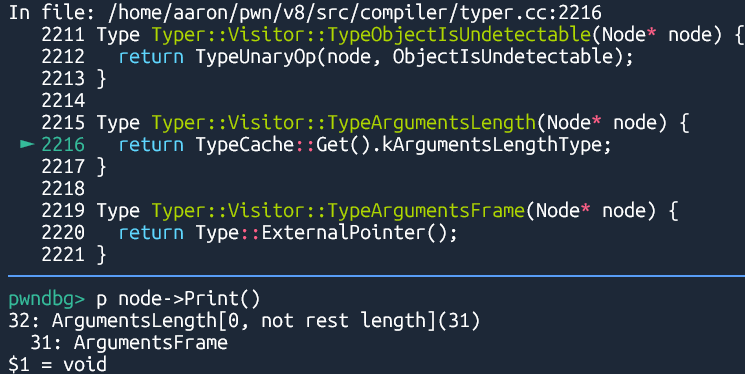 In file: /home/aaron/pwn/v8/src/compiler/typer.cc:2216
2211 Type Typer::Visitor::TypeObjectIsUndetectable(Node* node) {
2212   return TypeUnaryOp(node, ObjectIsUndetectable);
2213 }
2214
2215 Type Typer::Visitor::TypeArgumentsLength(Node* node) {
► 2216   return TypeCache::Get().kArgumentsLengthType;
2217 }
2218
2219 Type Typer::Visitor::TypeArgumentsFrame(Node* node) {
2220   return Type::ExternalPointer();
2221 }
pwndbg> p node->Print()
32: ArgumentsLength[0, not rest length](31)
  31: ArgumentsFrame
$1 = void